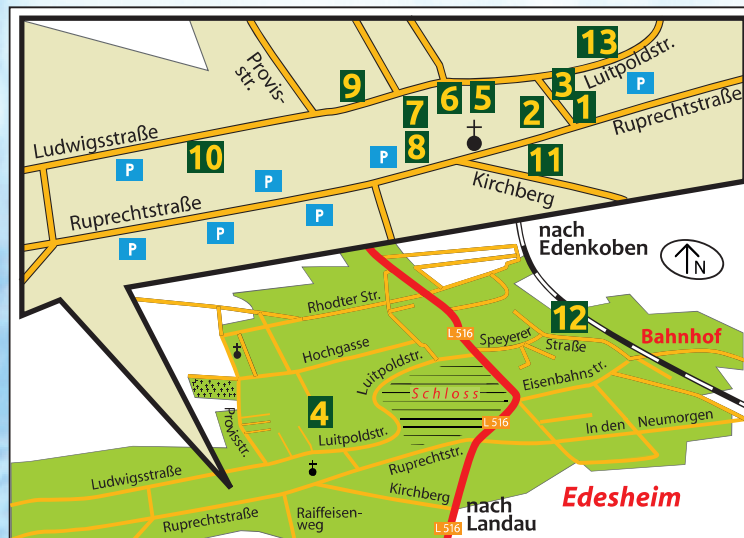 13
Luitpoldstr.
Provis-
str.
9
3
P
6
5
7
2
1
Ruprechtstraße
Ludwigsstraße
8
P
11
10
P
P
Kirchberg
Ruprechtstraße
P
P
P
nach
Edenkoben
N
Rhodter Str.
12
L 516
Speyerer
Straße
Bahnhof
Hochgasse
Luitpoldstr.
Eisenbahnstr.
Schloss
Provisstr.
4
L 516
In den Neumorgen
Luitpoldstr.
Ludwigsstraße
Ruprechtstr.
Kirchberg
Edesheim
Ruprechtstraße
Raiffeisen-
weg
nach
Landau
L 516